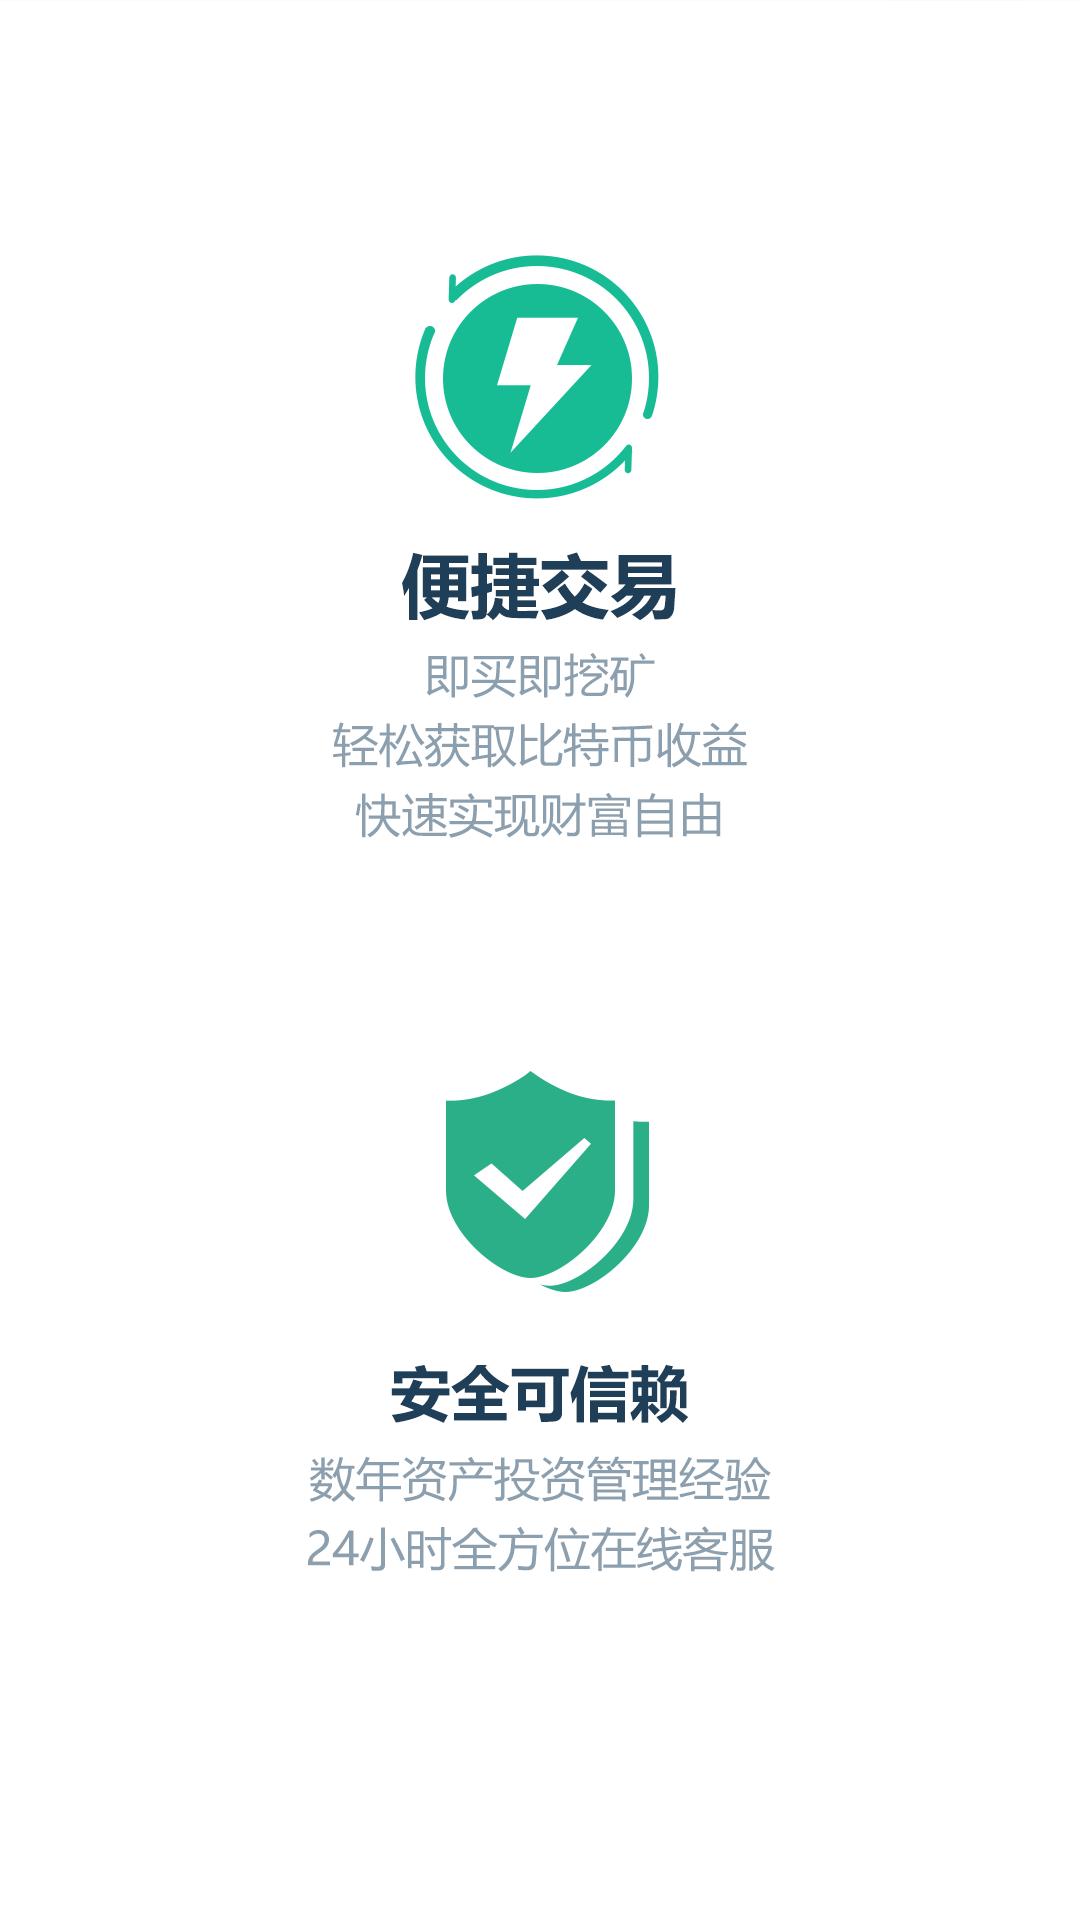 便捷交易
即买即挖矿
轻松获取比特币收益
快速实现财富自由
安全可信赖
数年资产投资管理经验
24小时全方位在线客服